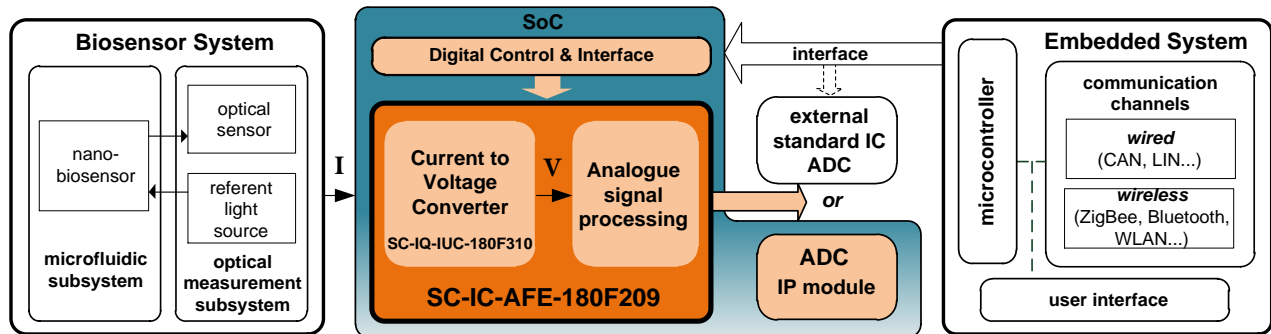 Biosensor System
nano-
biosensor
microfluidic
subsystem
optical
sensor
referent
light
source
optical
measurement
subsystem
I
SoC
Digital Control & Interface
Current to
Voltage
Converter
SC-IQ-IUC-180F310
V
Analogue
signal
processing
SC-IC-AFE-180F209
interface
external
standard IC
ADC
or
ADC
IP module
Embedded System
microcontroller
communication
channels
wired
(CAN, LIN...)
wireless
(ZigBee, Bluetooth,
WLAN...)
user interface